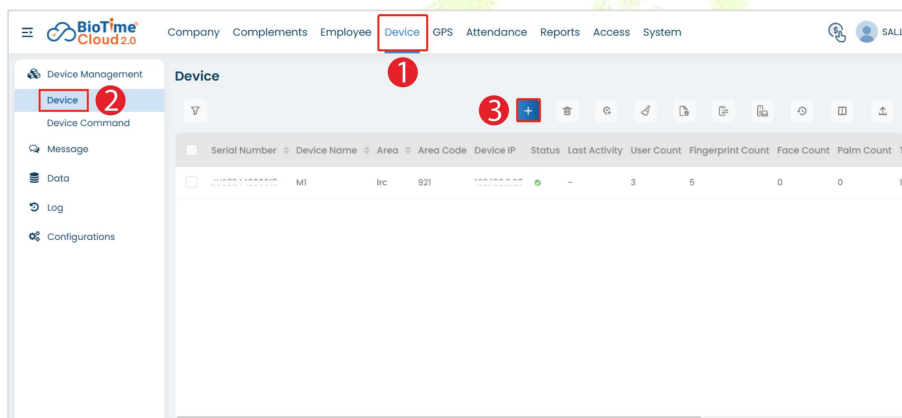 BioTime
Cloud 2.0
Company Complements Employee Device GPS Attendance Reports Access System
SALL
1
Device Management
Device
2
Device Command
Message
Data
Log
Configurations
Device
3
Serial Number Device Name Area Area Code Device IP Status Last Activity User Count Fingerprint Count Face Count Palm Count
M1 Irc 921 - 3 5 0 0